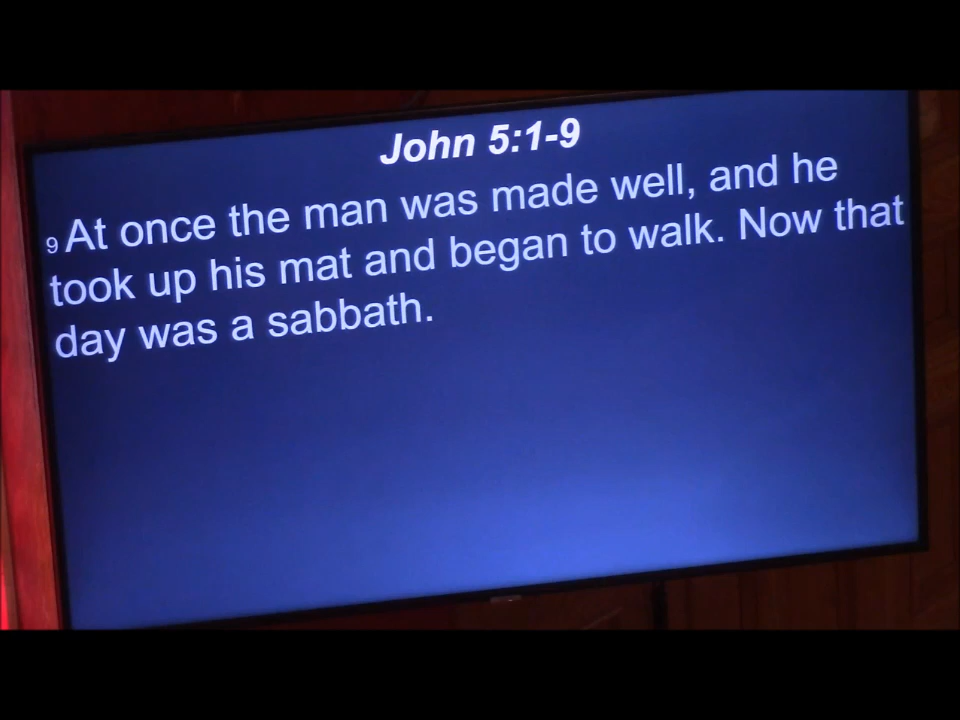 John 5:1-9
9 At once the man was made well, and he
took up his mat and began to walk. Now that
day was a sabbath.